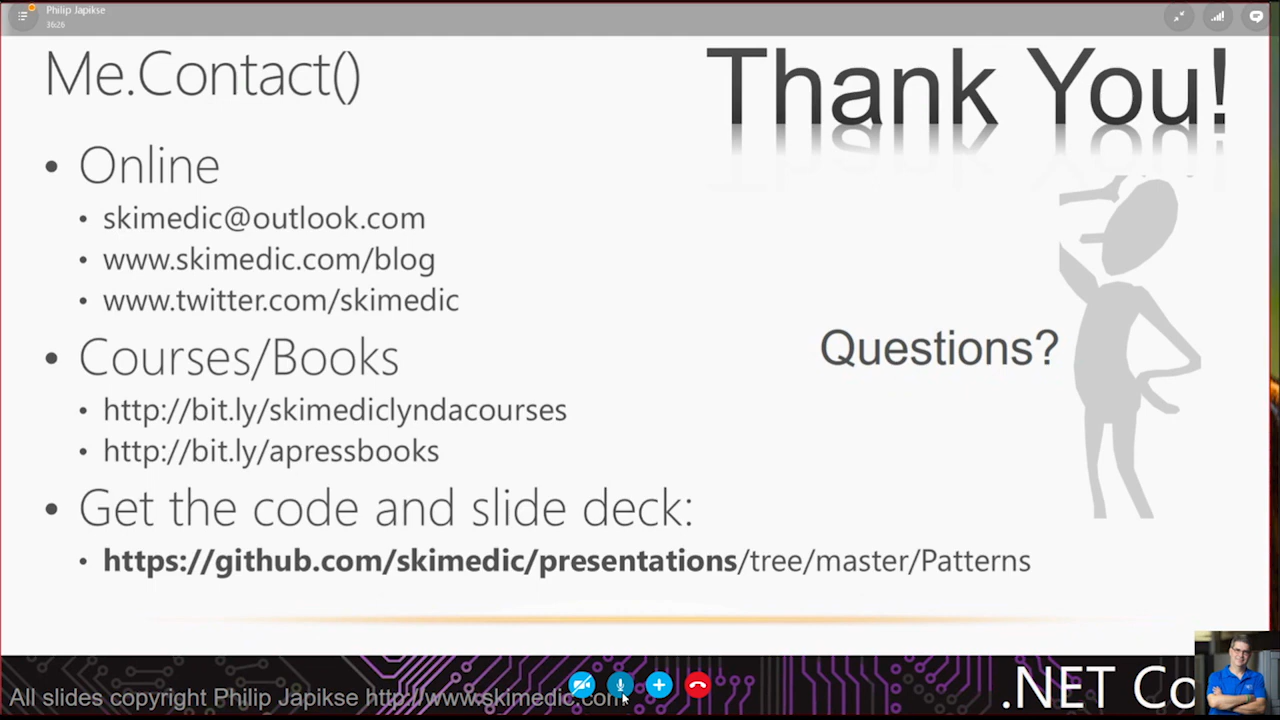 Philip Japikse
36:26
Me.Contact()
Thank You!
• Online
• skimedic@outlook.com
• www.skimedic.com/blog
• www.twitter.com/skimedic
• Courses/Books
• http://bit.ly/skimediclyndacourses
• http://bit.ly/apressbooks
Questions?
• Get the code and slide deck:
• https://github.com/skimedic/presentations/tree/master/Patterns
All slides copyright Philip Japikse http://www.skimedic.com
.NET Co